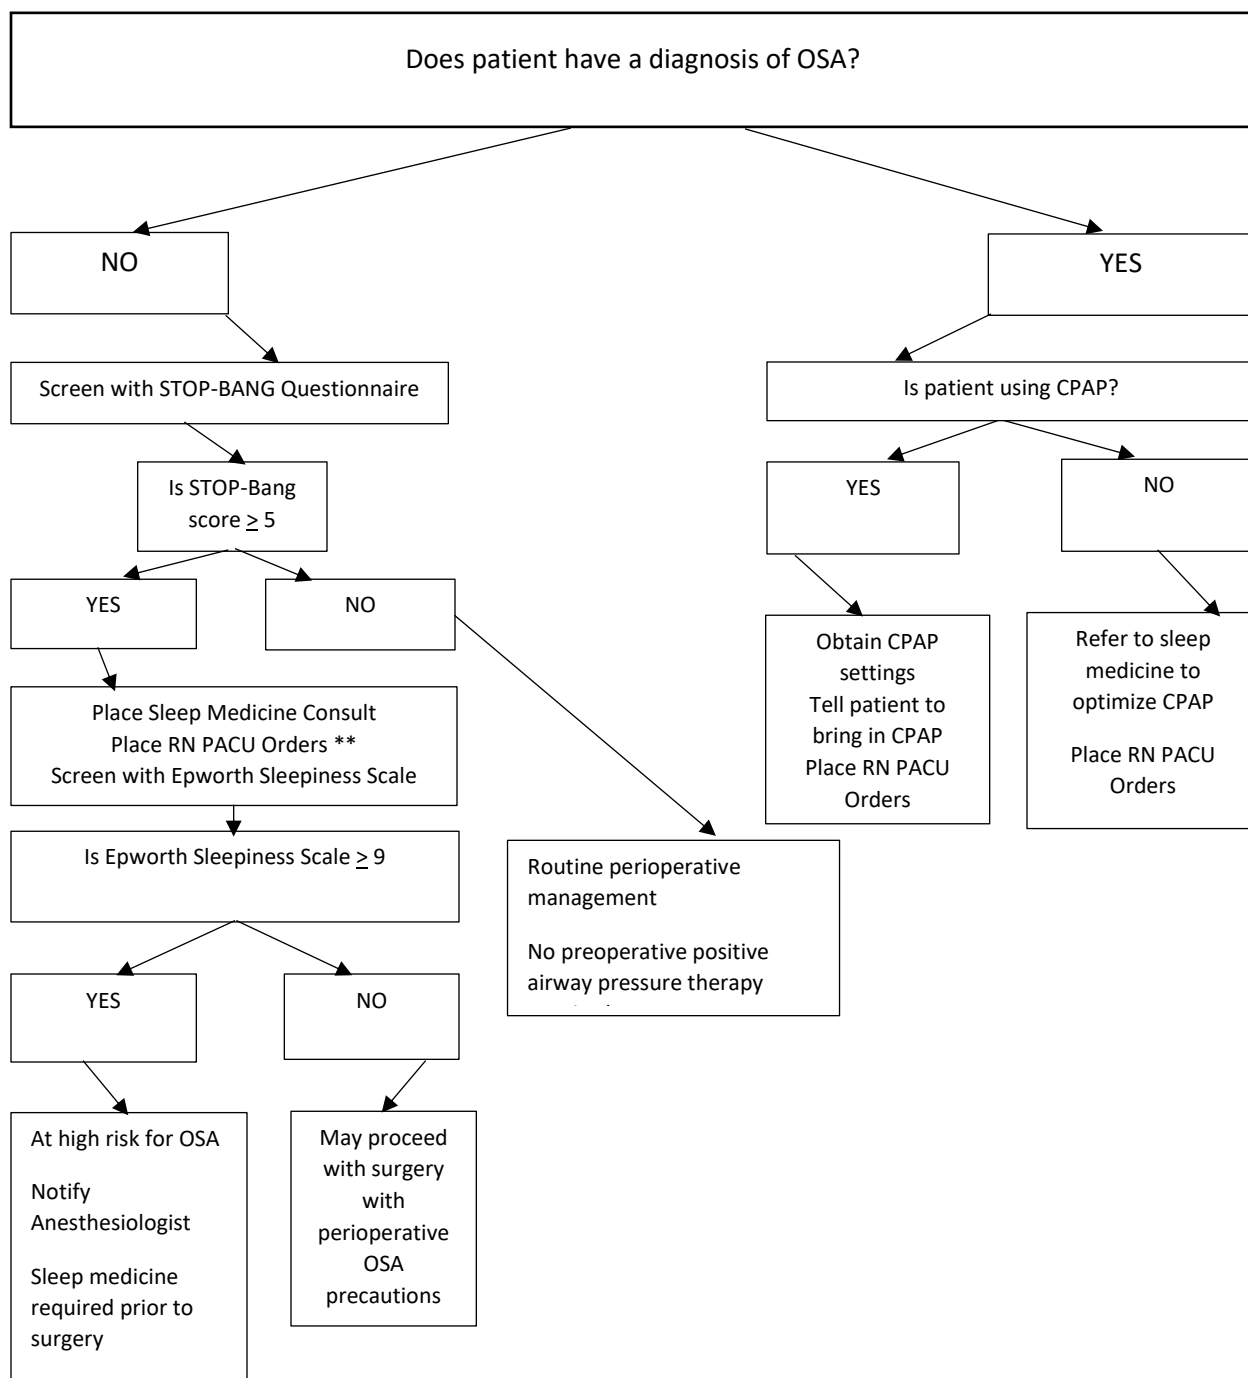 Does patient have a diagnosis of OSA?
NO
YES
Screen with STOP-BANG Questionnaire
Is patient using CPAP?
Is STOP-Bang
score ≥ 5
YES
NO
YES
NO
Place Sleep Medicine Consult
Place RN PACU Orders **
Screen with Epworth Sleepiness Scale
Obtain CPAP
settings
Tell patient to
bring in CPAP
Place RN PACU
Orders
Refer to sleep
medicine to
optimize CPAP
Place RN PACU
Orders
Is Epworth Sleepiness Scale ≥ 9
Routine perioperative
management
No preoperative positive
airway pressure therapy
YES
NO
At high risk for OSA
Notify
Anesthesiologist
Sleep medicine
required prior to
surgery
May proceed
with surgery
with
perioperative
OSA
precautions